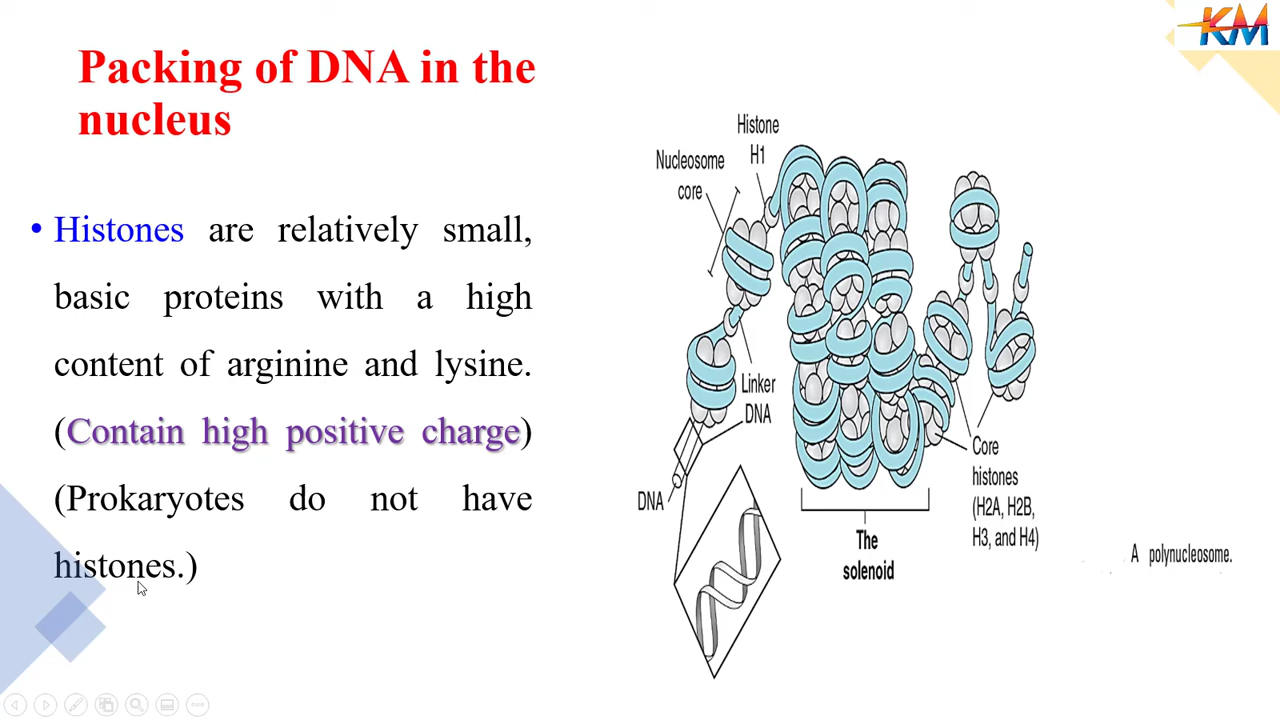 KM
Packing of DNA in the
nucleus
• Histones are relatively small,
basic proteins with a high
content of arginine and lysine.
(Contain high positive charge)
(Prokaryotes do not have
histones.)
Histone
H1
Nucleosome
core
Linker
DNA
DNA
The
solenoid
Core
histones
(H2A, H2B,
H3, and H4)
A polynucleosome.